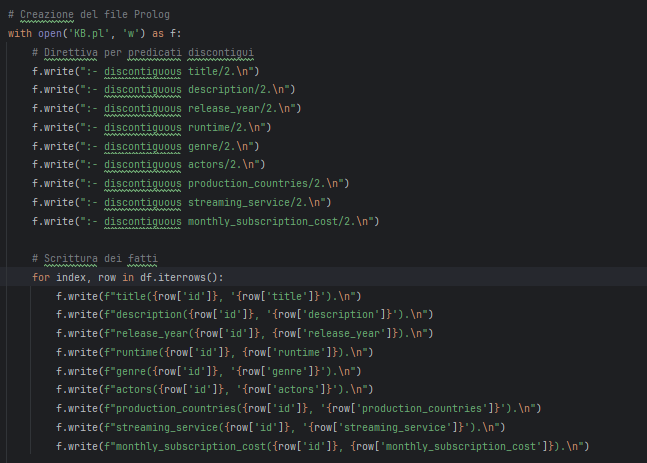 # Creazione del file Prolog
with open('KB.pl', 'w') as f:
    # Direttiva per predicati discontigui
    f.write(":- discontiguous title/2.\n")
    f.write(":- discontiguous description/2.\n")
    f.write(":- discontiguous release_year/2.\n")
    f.write(":- discontiguous runtime/2.\n")
    f.write(":- discontiguous genre/2.\n")
    f.write(":- discontiguous actors/2.\n")
    f.write(":- discontiguous production_countries/2.\n")
    f.write(":- discontiguous streaming_service/2.\n")
    f.write(":- discontiguous monthly_subscription_cost/2.\n")

    # Scrittura dei fatti
    for index, row in df.iterrows():
        f.write(f"title({row['id']}, '{row['title']}').\n")
        f.write(f"description({row['id']}, '{row['description']}').\n")
        f.write(f"release_year({row['id']}, {row['release_year']}).\n")
        f.write(f"runtime({row['id']}, {row['runtime']}).\n")
        f.write(f"genre({row['id']}, '{row['genre']}').\n")
        f.write(f"actors({row['id']}, '{row['actors']}').\n")
        f.write(f"production_countries({row['id']}, '{row['production_countries']}').\n")
        f.write(f"streaming_service({row['id']}, '{row['streaming_service']}').\n")
        f.write(f"monthly_subscription_cost({row['id']}, {row['monthly_subscription_cost']}).\n")